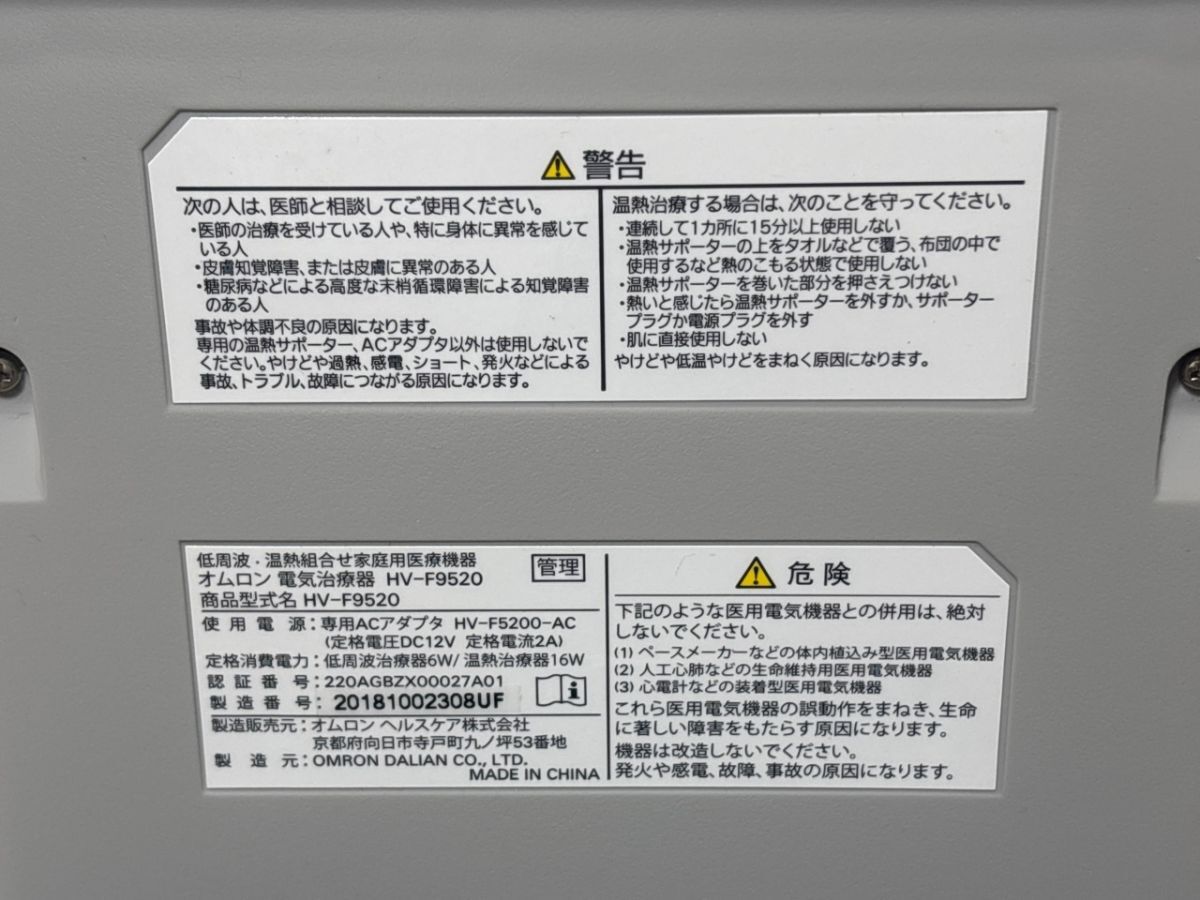 警告
次の人は、医師と相談してご使用ください。
・医師の治療を受けている人や、特に身体に異常を感じて
いる人
・皮膚知覚障害、または皮膚に異常のある人
・糖尿病などによる高度な末梢循環障害による知覚障害
のある人
事故や体調不良の原因になります。
専用の温熱サポーター、ACアダプタ以外は使用しないで
ください。やけどや過熱、感電、ショート、発火などによる
事故、トラブル、故障につながる原因になります。
温熱治療する場合は、次のことを守ってください。
・連続して1カ所に15分以上使用しない
・温熱サポーターの上をタオルなどで覆う、布団の中で
使用するなど熱のこもる状態で使用しない
・温熱サポーターを巻いた部分を押さえつけない
・熱いと感じたら温熱サポーターを外すか、サポーター
プラグか電源プラグを外す
・肌に直接使用しない
やけどや低温やけどをまねく原因になります。
低周波・温熱組合せ家庭用医療機器
オムロン 電気治療器 HV-F9520
管理
商品型式名 HV-F9520
使用電源：専用ACアダプタ HV-F5200-AC
(定格電圧DC12V 定格電流2A)
定格消費電力：低周波治療器6W/温熱治療器16W
認証番号：220AGBZX00027A01
製造番号：20181002308UF
製造販売元：オムロン ヘルスケア株式会社
京都府向日市寺戸町九ノ坪53番地
製造元：OMRON DALIAN CO., LTD.
MADE IN CHINA
危険
下記のような医用電気機器との併用は、絶対
しないでください。
(1) ペースメーカーなどの体内植込み型医用電気機器
(2) 人工心肺などの生命維持用医用電気機器
(3) 心電計などの装着型医用電気機器
これら医用電気機器の誤動作をまねき、生命
に著しい障害をもたらす原因になります。
機器は改造しないでください。
発火や感電、故障、事故の原因になります。